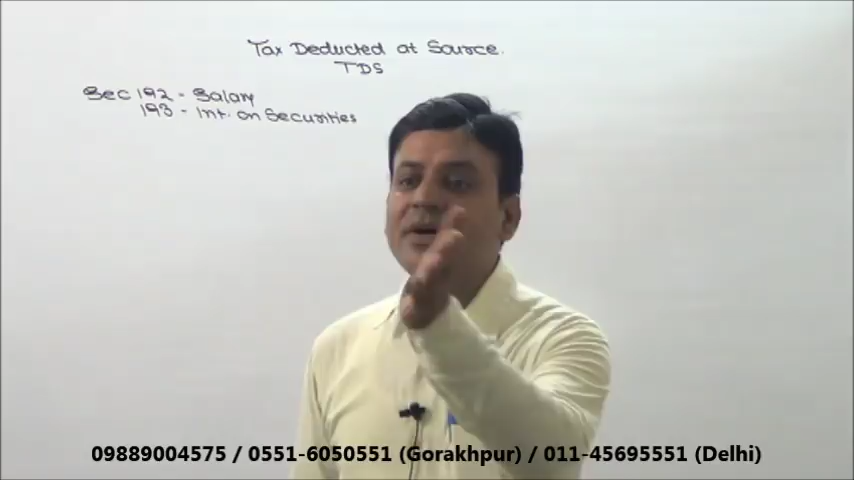 Tax Deducted at Source.
TDS
Sec 192 - Salary
193 - Int. on Securities
09889004575 / 0551-6050551 (Gorakhpur) / 011-45695551 (Delhi)